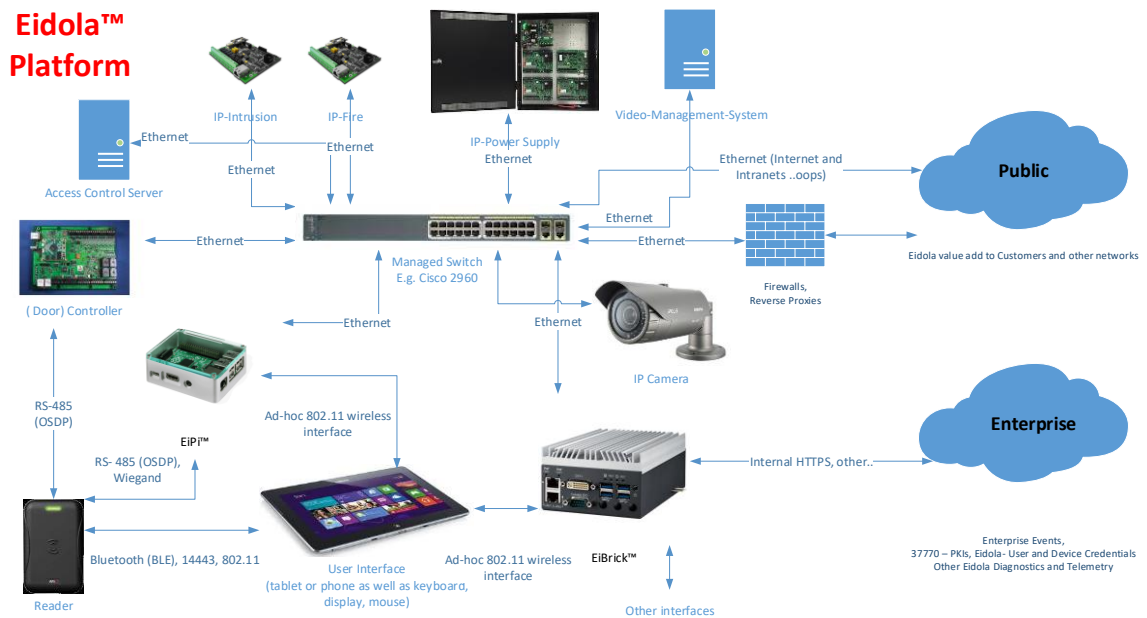 Eidola™
Platform
IP-Intrusion
IP-Fire
IP-Power Supply
Video-Management-System
Access Control Server
Ethernet
Ethernet
Ethernet
Ethernet
Ethernet (Internet and
Intranets ..oops)
Public
Ethernet
Ethernet
Ethernet
Managed Switch
E.g. Cisco 2960
Eidola value add to Customers and other networks
Firewalls,
Reverse Proxies
( Door) Controller
Ethernet
Ethernet
IP Camera
RS-485
(OSDP)
Ad-hoc 802.11 wireless
interface
Enterprise
EiPi™
RS- 485 (OSDP),
Wiegand
Internal HTTPS, other..
Bluetooth (BLE), 14443, 802.11
User Interface
(tablet or phone as well as keyboard,
display, mouse)
Ad-hoc 802.11 wireless
interface
EiBrick™
Enterprise Events,
37770 – PKIs, Eidola- User and Device Credentials
Other Eidola Diagnostics and Telemetry
Reader
Other interfaces